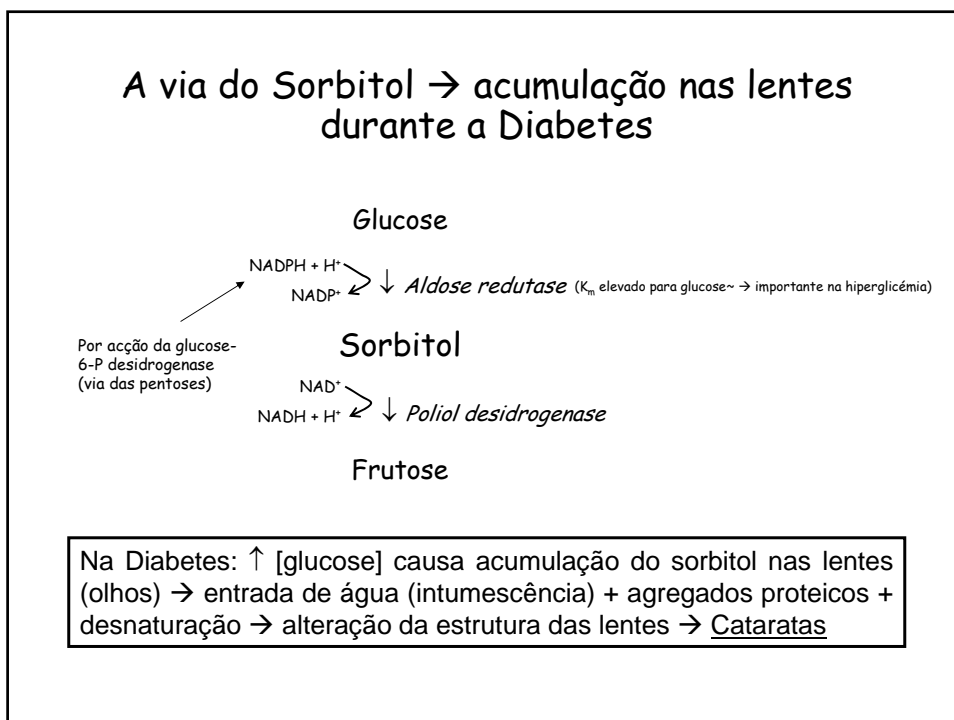 A via do Sorbitol → acumulação nas lentes
durante a Diabetes
Glucose
NADPH + H⁺
NADP⁺
↓ Aldose redutase (Kₘ elevado para glucose~ → importante na hiperglicémia)
Por acção da glucose-
6-P desidrogenase
(via das pentoses)
Sorbitol
NAD⁺
NADH + H⁺
↓ Poliol desidrogenase
Frutose
Na Diabetes: ↑ [glucose] causa acumulação do sorbitol nas lentes
(olhos) → entrada de água (intumescência) + agregados proteicos +
desnaturação → alteração da estrutura das lentes → Cataratas